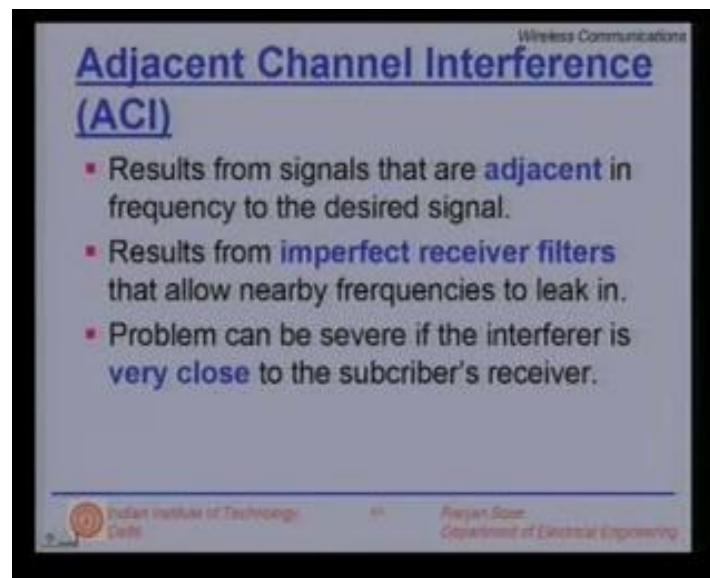 Wireless Communications
Adjacent Channel Interference
(ACI)
Results from signals that are adjacent in
frequency to the desired signal.
Results from imperfect receiver filters
that allow nearby frerquencies to leak in.
Problem can be severe if the interferer is
very close to the subcriber's receiver.
Indian Institute of Technology,
Delhi
Ranjan Bose
Department of Electrical Engineering